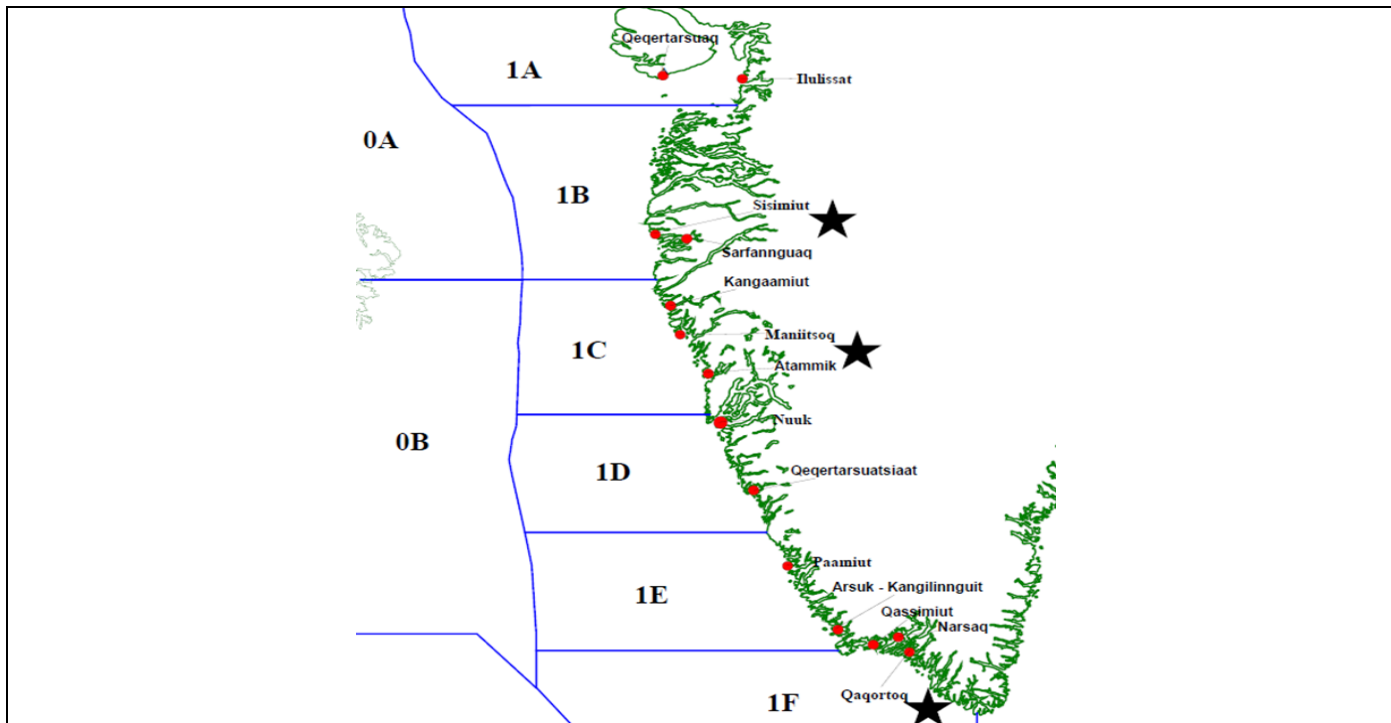 Qeqertarsuaq
1A
Ilulissat
0A
1B
Sisimiut
Sarfannguaq
Kangaamiut
Maniitsoq
1C
Atammik
Nuuk
0B
1D
Qeqertarsuatsiaat
Paamiut
Arsuk - Kangilinnguit
1E
Qassimiut
Narsaq
Qaqortoq
1F